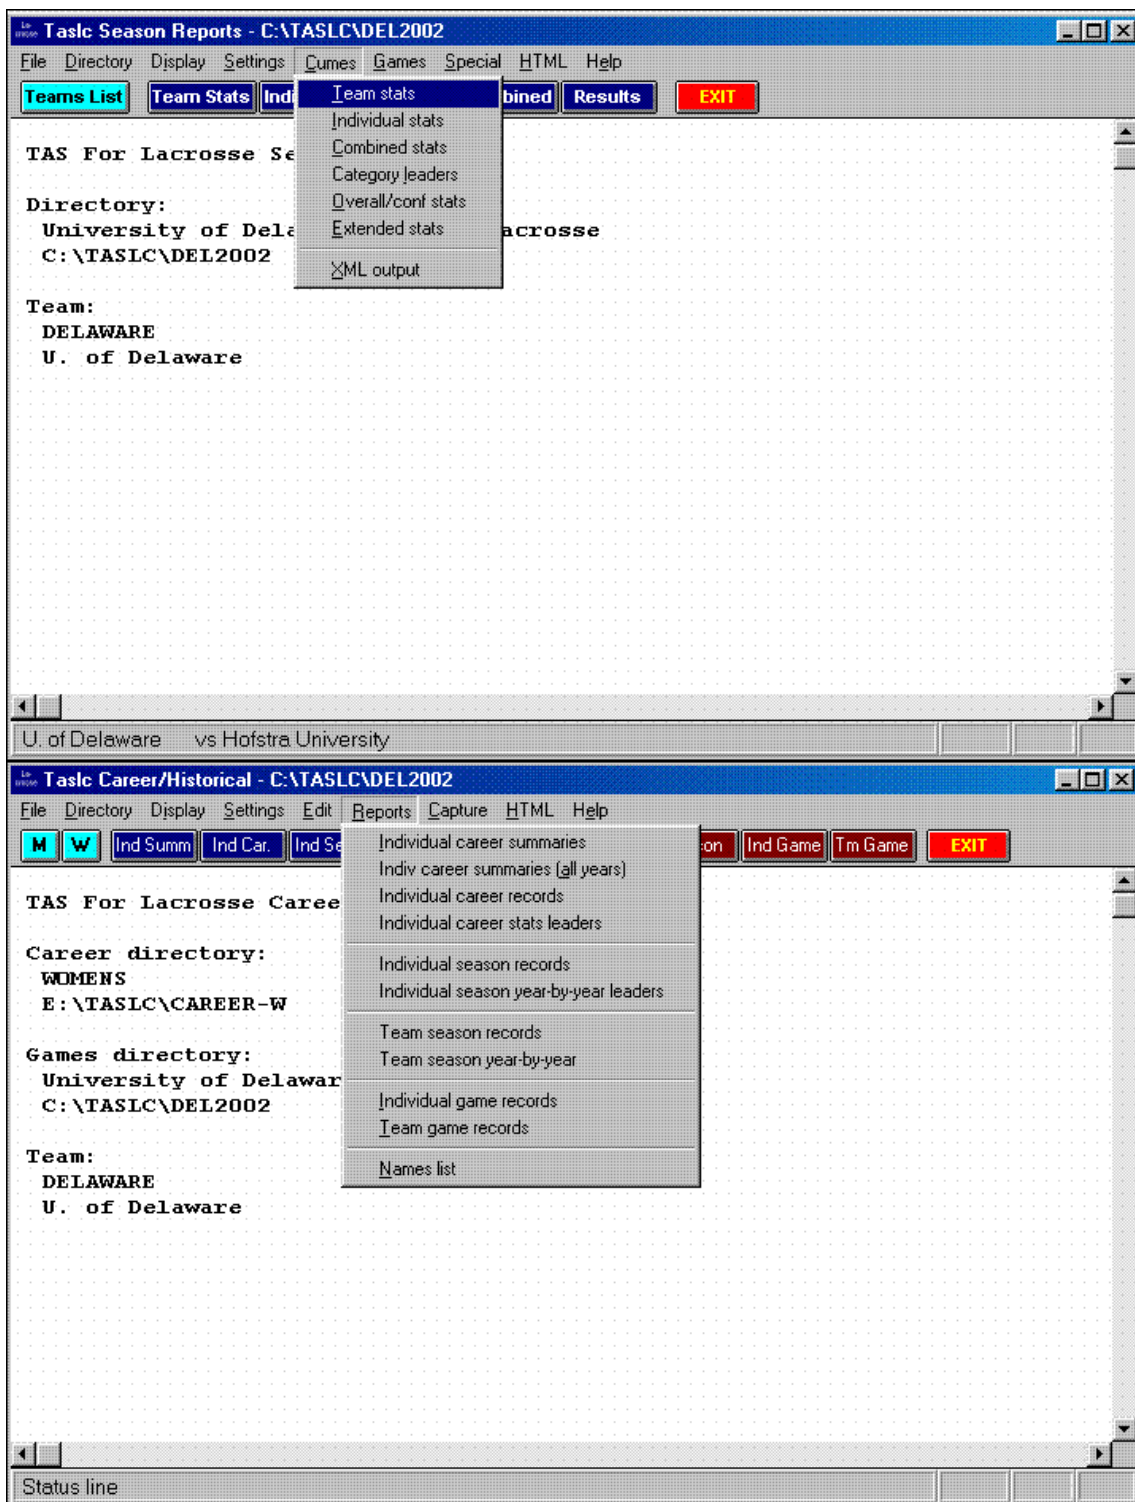 Taslc Season Reports - C:\TASLC\DEL2002
File Directory Display Settings Cumes Games Special HTML Help
Teams List Team Stats Indi bined Results EXIT
Team stats
Individual stats
Combined stats
Category leaders
Overall/conf stats
Extended stats
XML output
TAS For Lacrosse Se
Directory:
University of Dela acrosse
C:\TASLC\DEL2002
Team:
DELAWARE
U. of Delaware
U. of Delaware vs Hofstra University
Taslc Career/Historical - C:\TASLC\DEL2002
File Directory Display Settings Edit Reports Capture HTML Help
M W Ind Summ Ind Car. Ind Se on Ind Game Tm Game EXIT
Individual career summaries
Indiv career summaries (all years)
Individual career records
Individual career stats leaders
Individual season records
Individual season year-by-year leaders
Team season records
Team season year-by-year
Individual game records
Team game records
Names list
TAS For Lacrosse Caree
Career directory:
WOMENS
E:\TASLC\CAREER-W
Games directory:
University of Delawar
C:\TASLC\DEL2002
Team:
DELAWARE
U. of Delaware
Status line